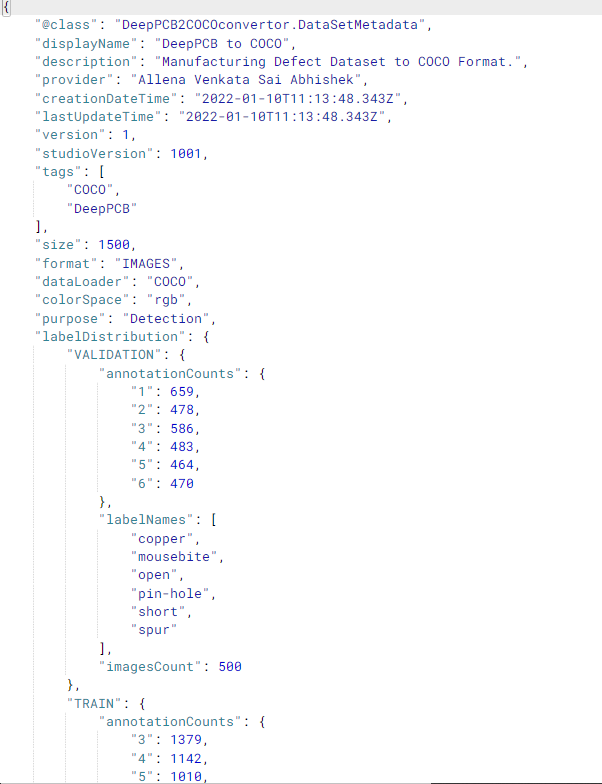 {
    "@class": "DeepPCB2COCOconvertor.DataSetMetadata",
    "displayName": "DeepPCB to COCO",
    "description": "Manufacturing Defect Dataset to COCO Format.",
    "provider": "Allena Venkata Sai Abhishek",
    "creationDateTime": "2022-01-10T11:13:48.343Z",
    "lastUpdateTime": "2022-01-10T11:13:48.343Z",
    "version": 1,
    "studioVersion": 1001,
    "tags": [
        "COCO",
        "DeepPCB"
    ],
    "size": 1500,
    "format": "IMAGES",
    "dataLoader": "COCO",
    "colorSpace": "rgb",
    "purpose": "Detection",
    "labelDistribution": {
        "VALIDATION": {
            "annotationCounts": {
                "1": 659,
                "2": 478,
                "3": 586,
                "4": 483,
                "5": 464,
                "6": 470
            },
            "labelNames": [
                "copper",
                "mousebite",
                "open",
                "pin-hole",
                "short",
                "spur"
            ],
            "imagesCount": 500
        },
        "TRAIN": {
            "annotationCounts": {
                "3": 1379,
                "4": 1142,
                "5": 1010,